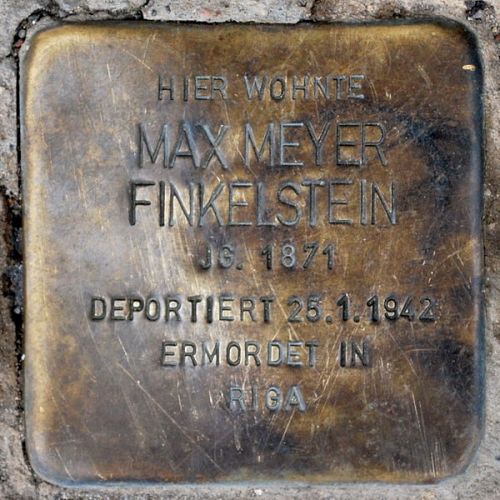 HIER WOHNTE
MAX MEYER
FINKELSTEIN
JG. 1871
DEPORTIERT 25.1.1942
ERMORDET IN
RIGA